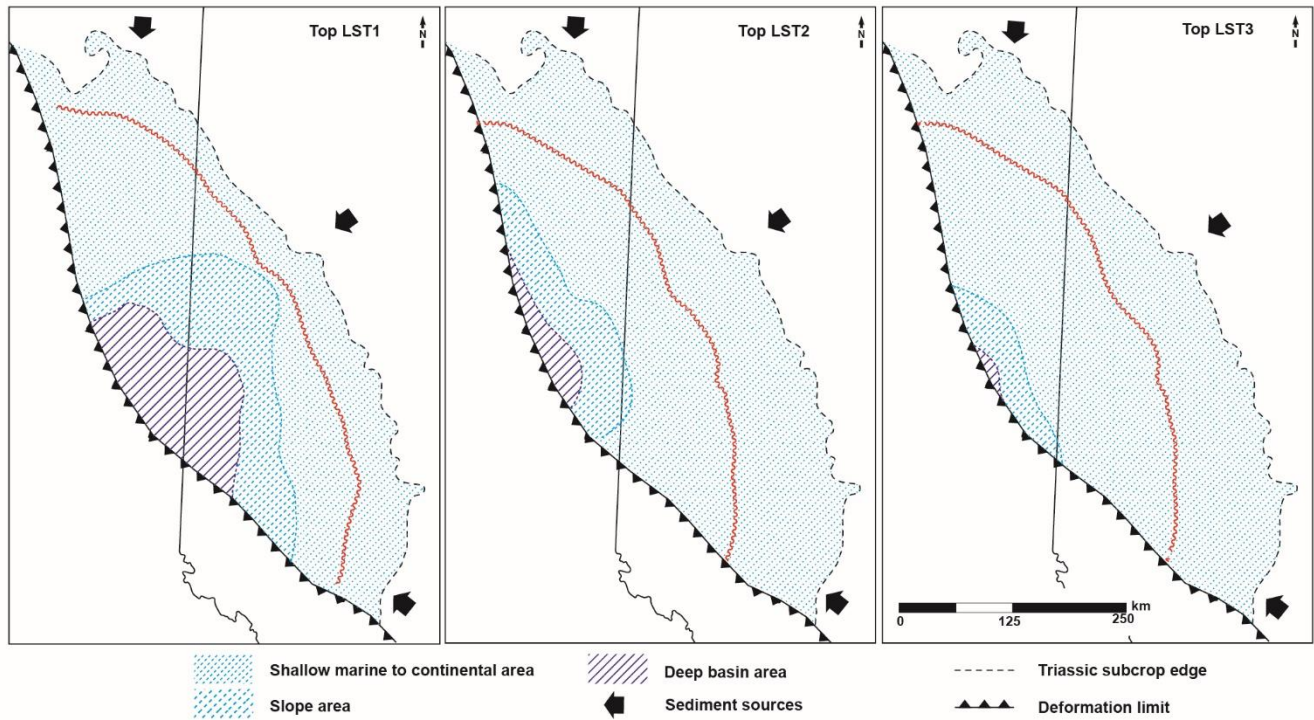 Top LST1
N
Top LST2
N
Top LST3
N
km
0 125 250
Shallow marine to continental area
Deep basin area
Triassic subcrop edge
Slope area
Sediment sources
Deformation limit